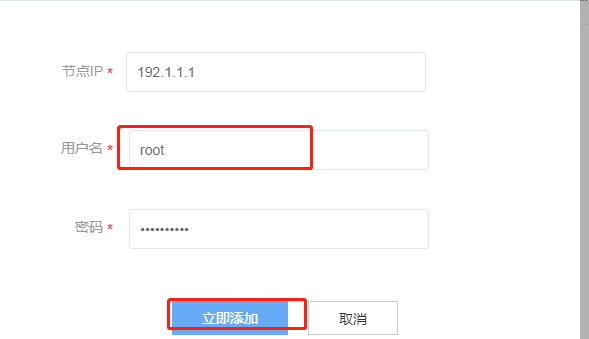 节点IP * 192.1.1.1
用户名 * root
密码 * ••••••••••
立即添加 取消